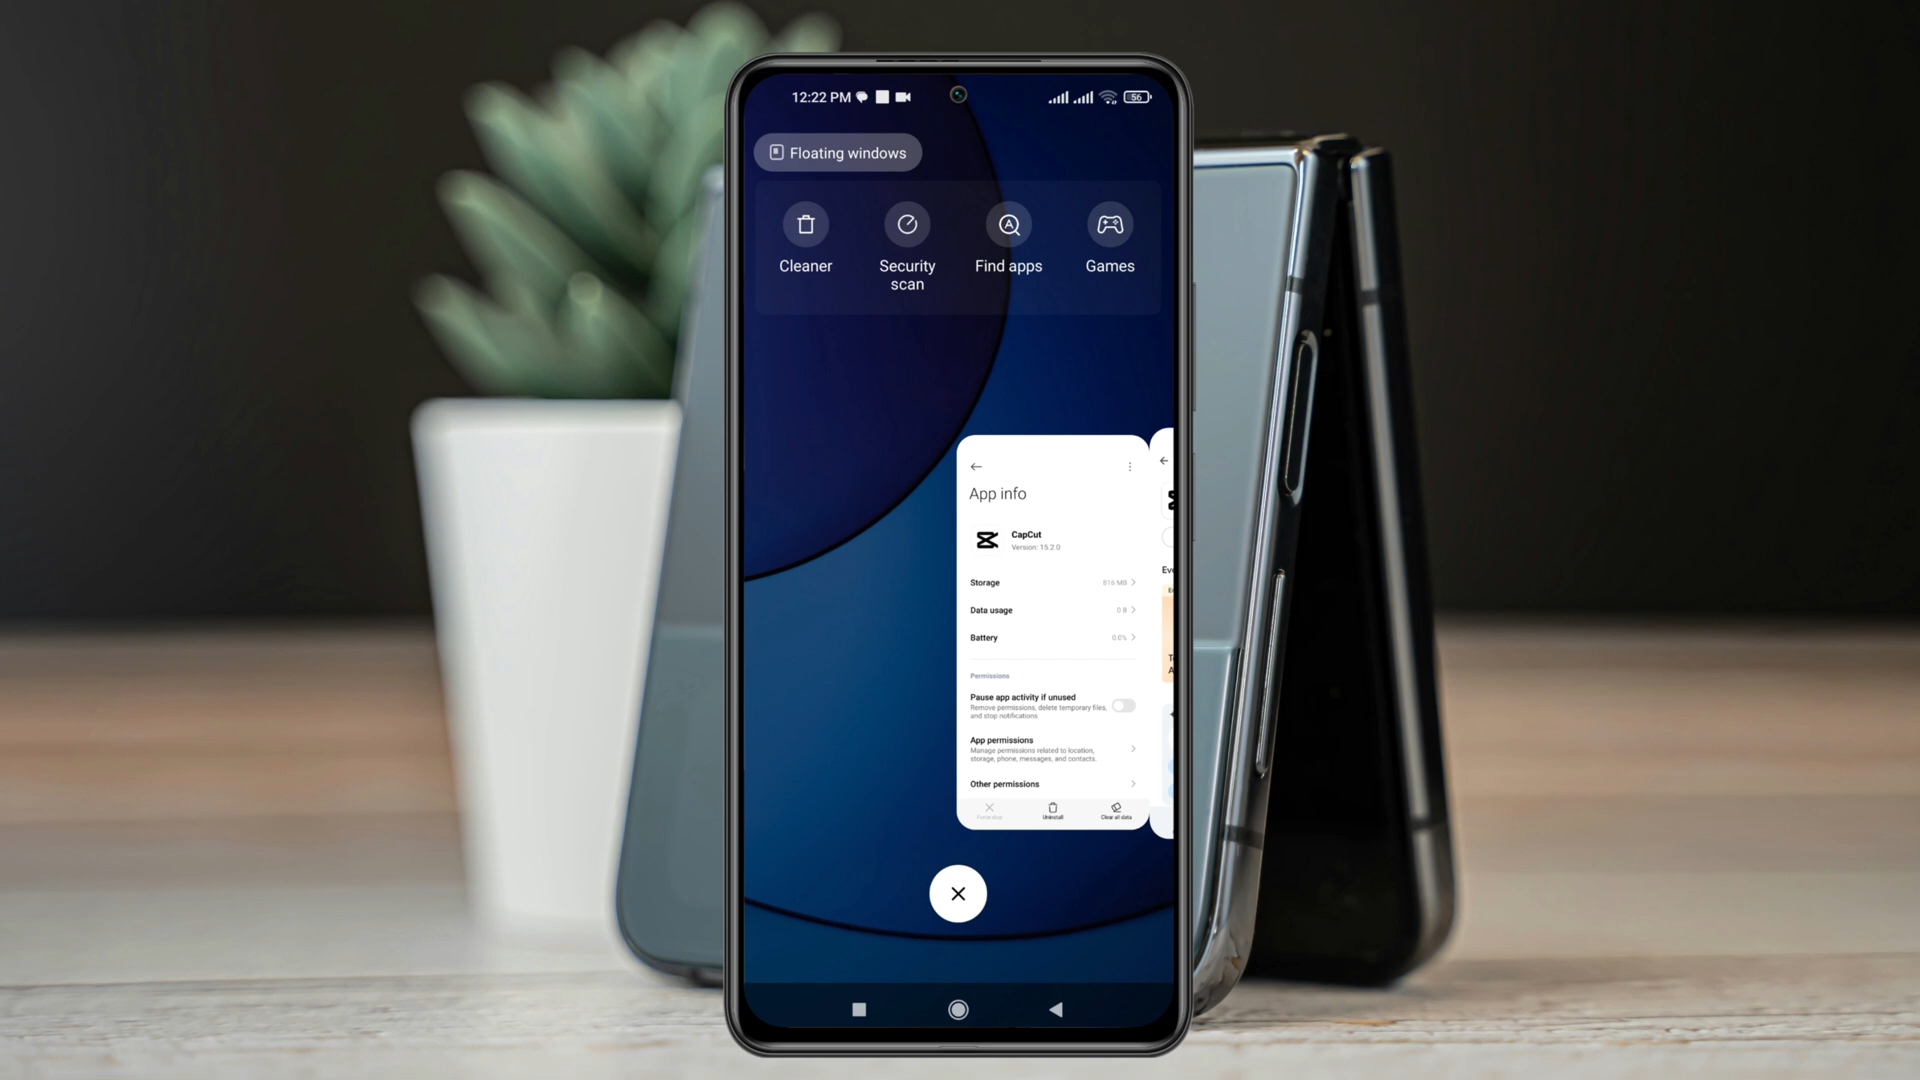 12:22 PM
56
Floating windows
Cleaner
Security
scan
Find apps
Games
App info
CapCut
Version: 15.2.0
Storage
816 MB
Data usage
0 B
Battery
0.0%
Permissions
Pause app activity if unused
Remove permissions, delete temporary files,
and stop notifications
App permissions
Manage permissions related to location,
storage, phone, messages, and contacts.
Other permissions
Force stop
Uninstall
Clear all data